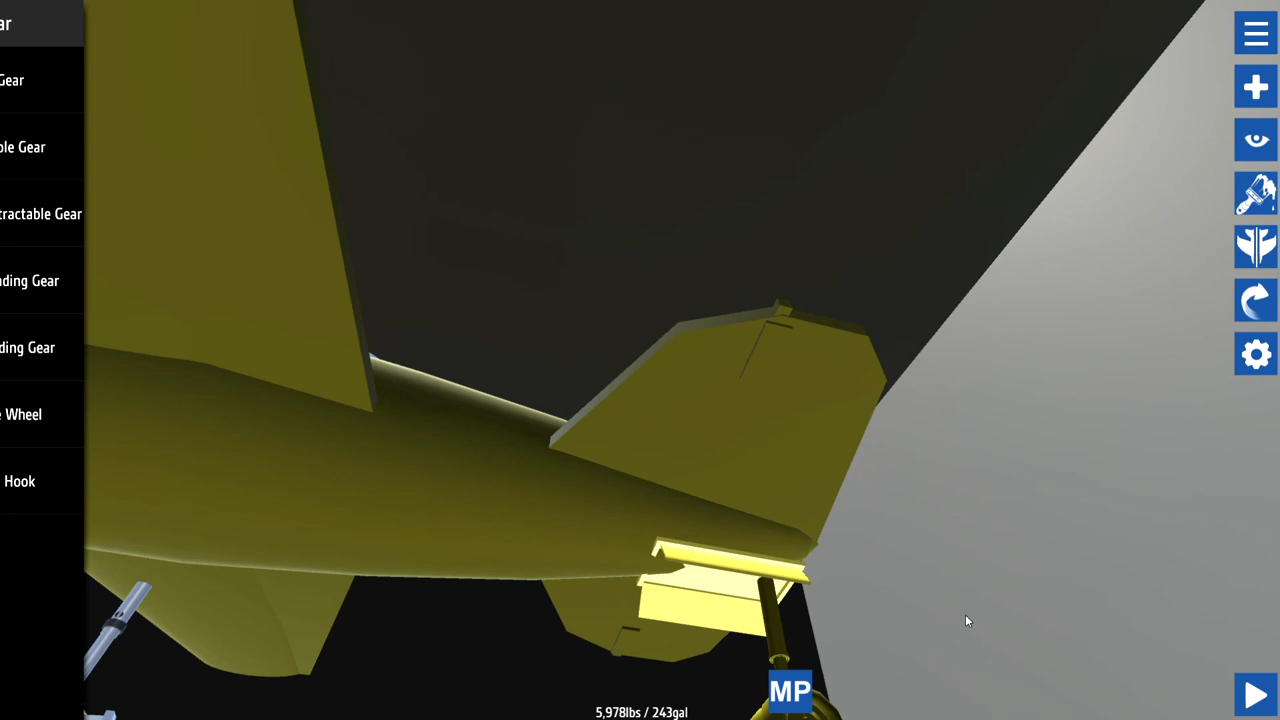 ar
Gear
ble Gear
tractable Gear
nding Gear
ding Gear
Wheel
Hook
MP
5,978lbs / 243gal